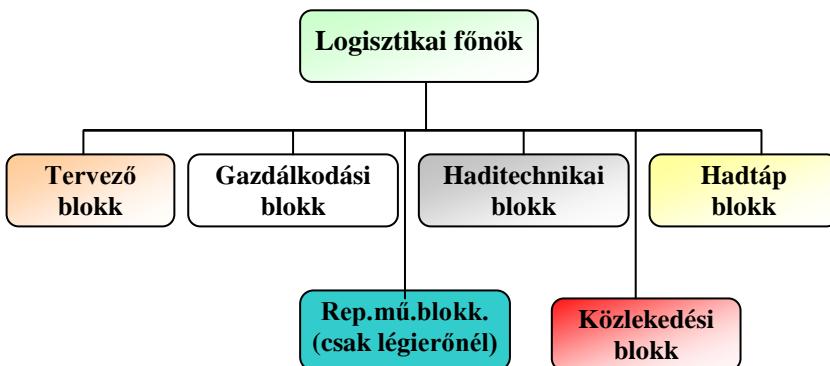 Logisztikai főnök
Tervező
blokk
Gazdálkodási
blokk
Haditechnikai
blokk
Hadtáp
blokk
Rep.mű.blokk.
(csak légierőnél)
Közlekedési
blokk